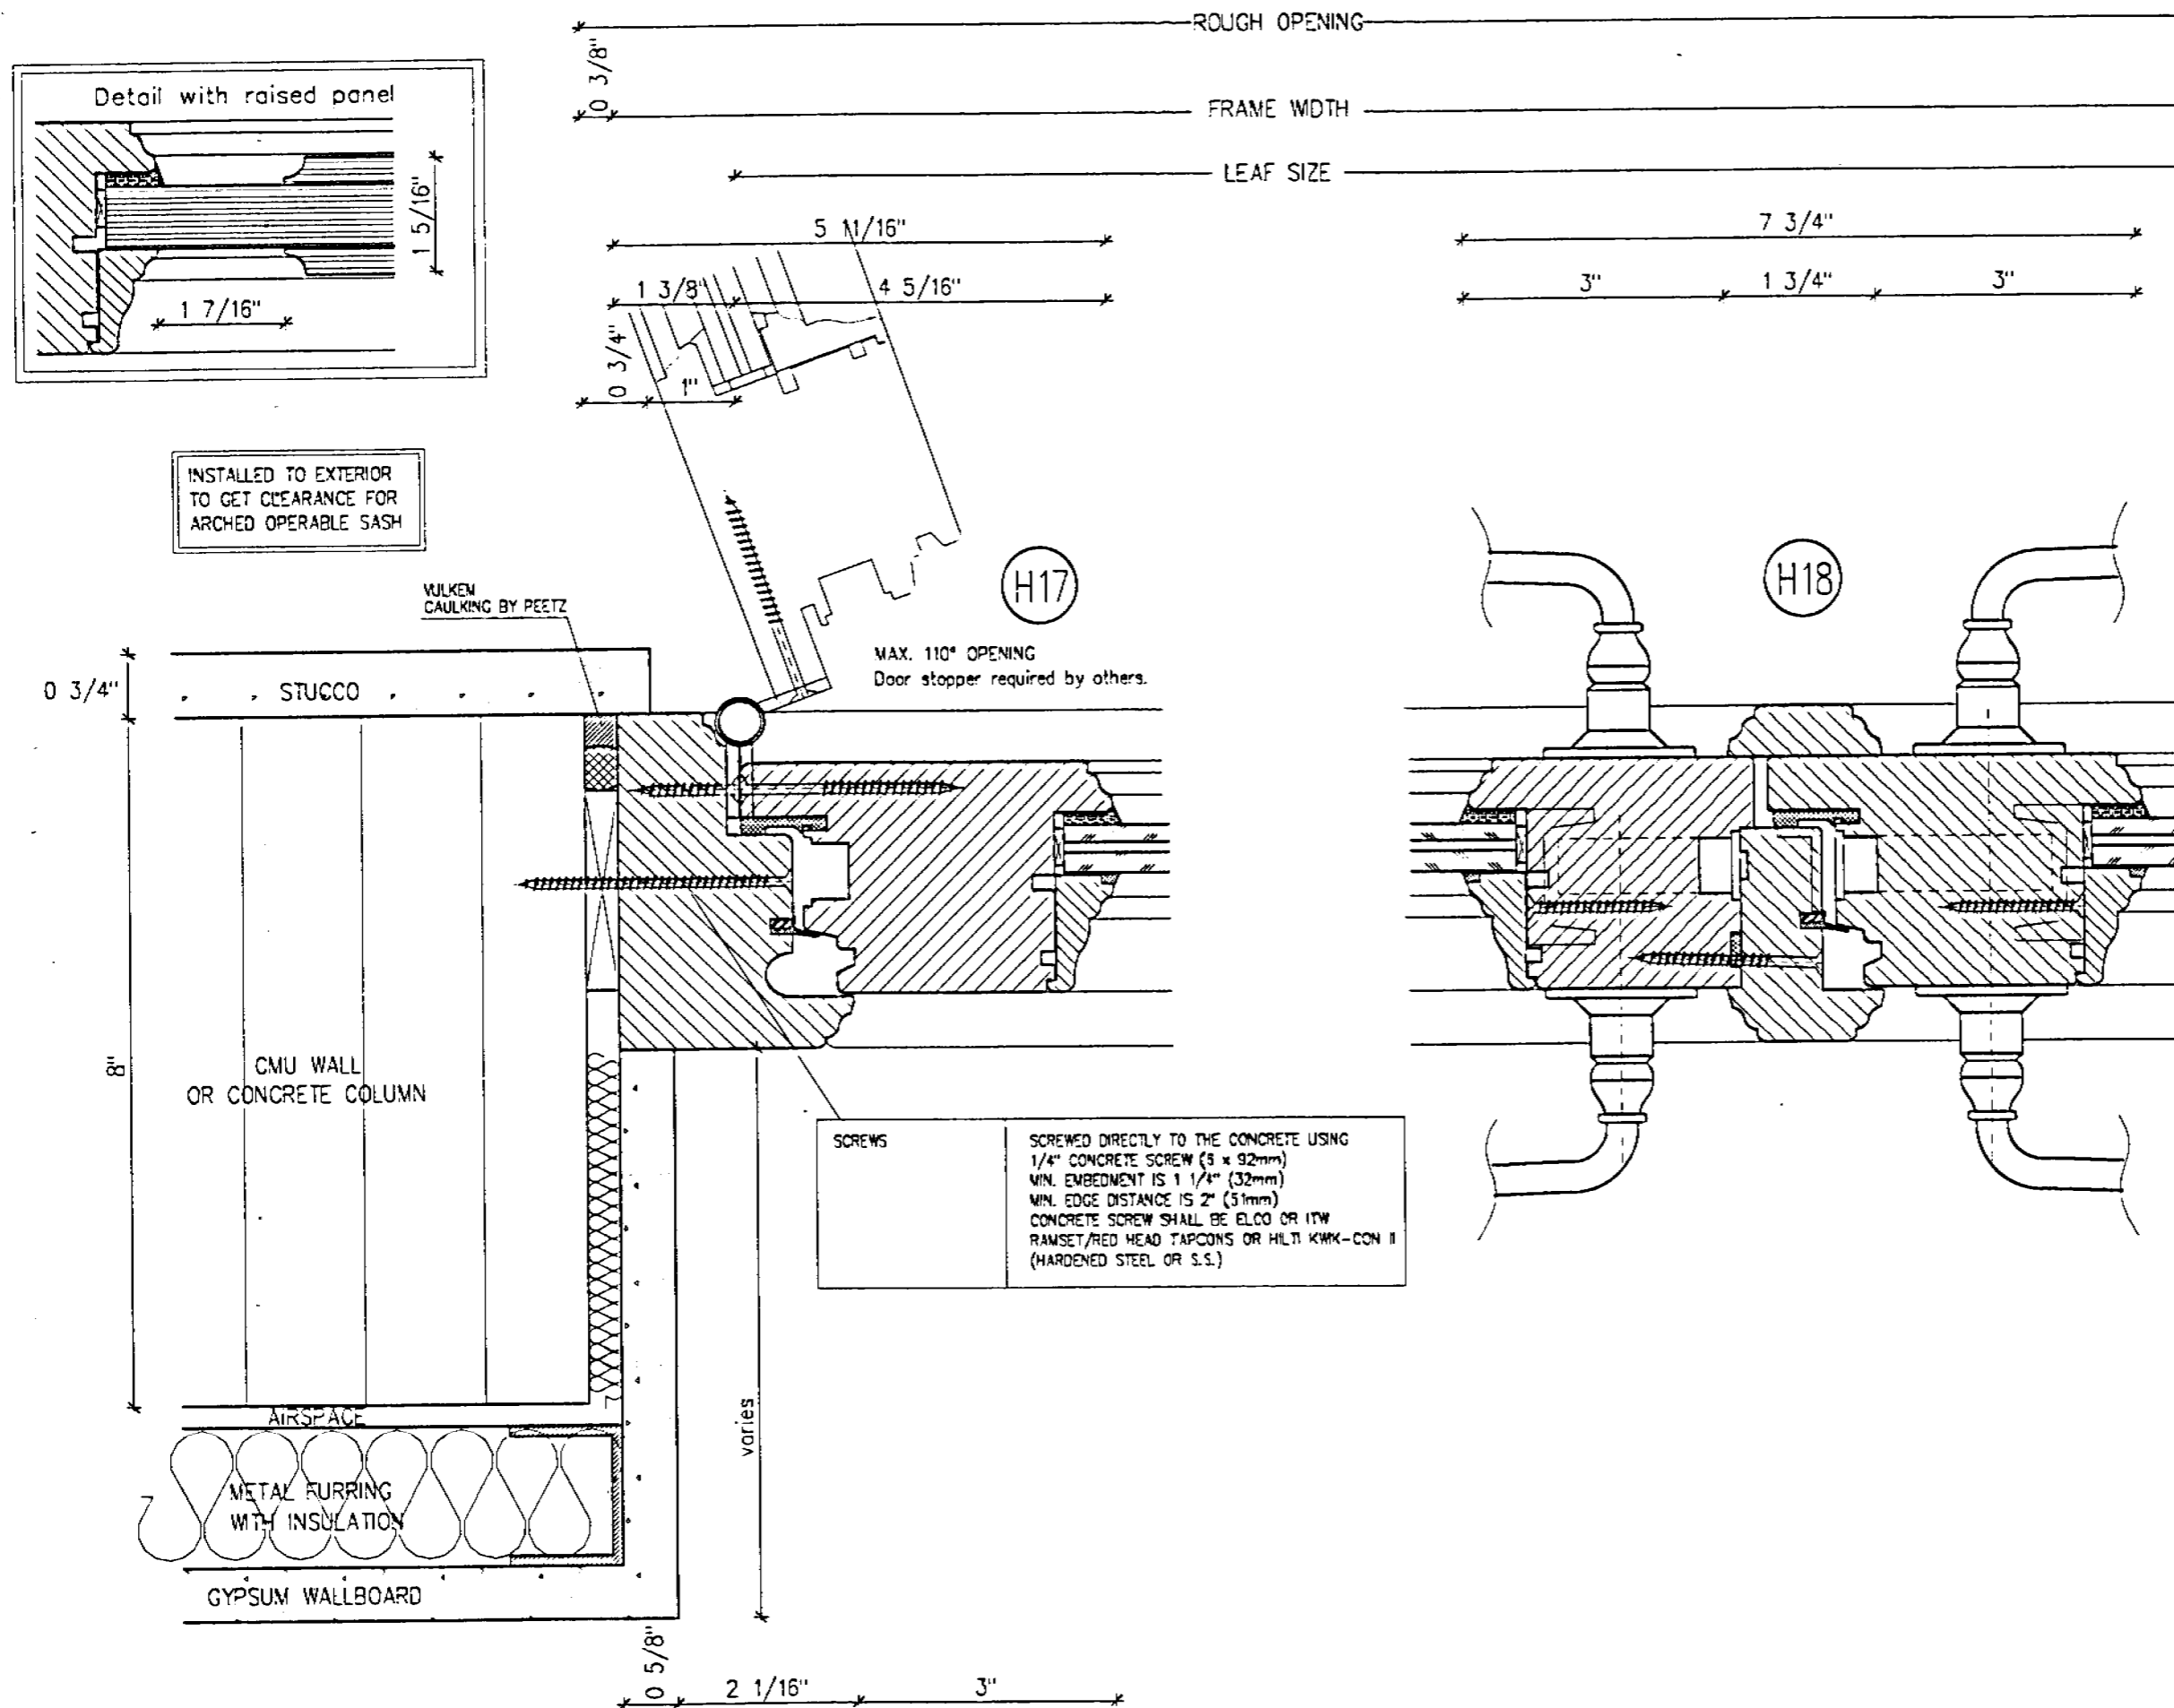 ROUGH OPENING
0 3/8"
FRAME WIDTH
LEAF SIZE
Detail with raised panel
1 5/16"
1 7/16"
5 11/16"
1 3/8"
4 5/16"
0 3/4"
1"
7 3/4"
3"
1 3/4"
3"
INSTALLED TO EXTERIOR
TO GET CLEARANCE FOR
ARCHED OPERABLE SASH
VULKEM
CAULKING BY PEETZ
H17
H18
MAX. 110° OPENING
Door stopper required by others.
0 3/4"
STUCCO
8"
CMU WALL
OR CONCRETE COLUMN
SCREWS
SCREWED DIRECTLY TO THE CONCRETE USING
1/4" CONCRETE SCREW (6 x 92mm)
MIN. EMBEDMENT IS 1 1/4" (32mm)
MIN. EDGE DISTANCE IS 2" (51mm)
CONCRETE SCREW SHALL BE ELCO OR ITW
RAMSET/RED HEAD TAPCONS OR HILTI KWK-CON II
(HARDENED STEEL OR S.S.)
AIRSPACE
varies
METAL FURRING
WITH INSULATION
GYPSUM WALLBOARD
0 5/8"
2 1/16"
3"